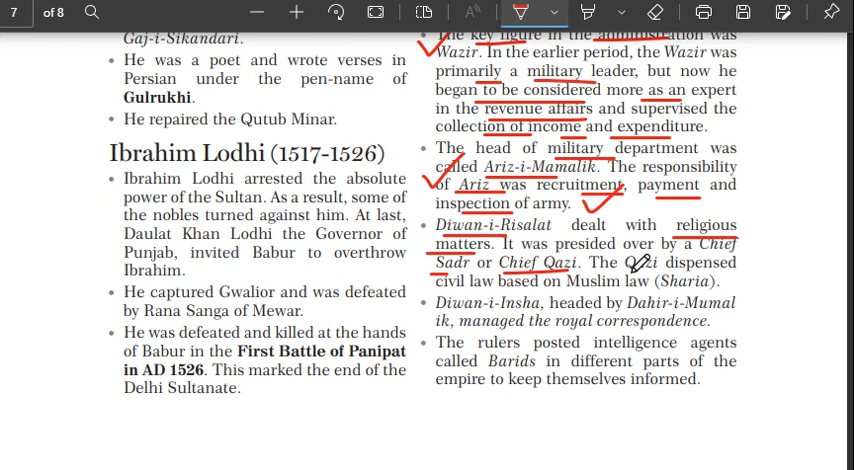 7 of 8
Gaj-i-Sikandari.
• He was a poet and wrote verses in
Persian under the pen-name of
Gulrukhi.
• He repaired the Qutub Minar.
Ibrahim Lodhi (1517-1526)
• Ibrahim Lodhi arrested the absolute
power of the Sultan. As a result, some of
the nobles turned against him. At last,
Daulat Khan Lodhi the Governor of
Punjab, invited Babur to overthrow
Ibrahim.
• He captured Gwalior and was defeated
by Rana Sanga of Mewar.
• He was defeated and killed at the hands
of Babur in the First Battle of Panipat
in AD 1526. This marked the end of the
Delhi Sultanate.
• The key figure in the administration was
Wazir. In the earlier period, the Wazir was
primarily a military leader, but now he
began to be considered more as an expert
in the revenue affairs and supervised the
collection of income and expenditure.
• The head of military department was
called Ariz-i-Mamalik. The responsibility
of Ariz was recruitment, payment and
inspection of army.
• Diwan-i-Risalat dealt with religious
matters. It was presided over by a Chief
Sadr or Chief Qazi. The Qazi dispensed
civil law based on Muslim law (Sharia).
• Diwan-i-Insha, headed by Dahir-i-Mumal
ik, managed the royal correspondence.
• The rulers posted intelligence agents
called Barids in different parts of the
empire to keep themselves informed.